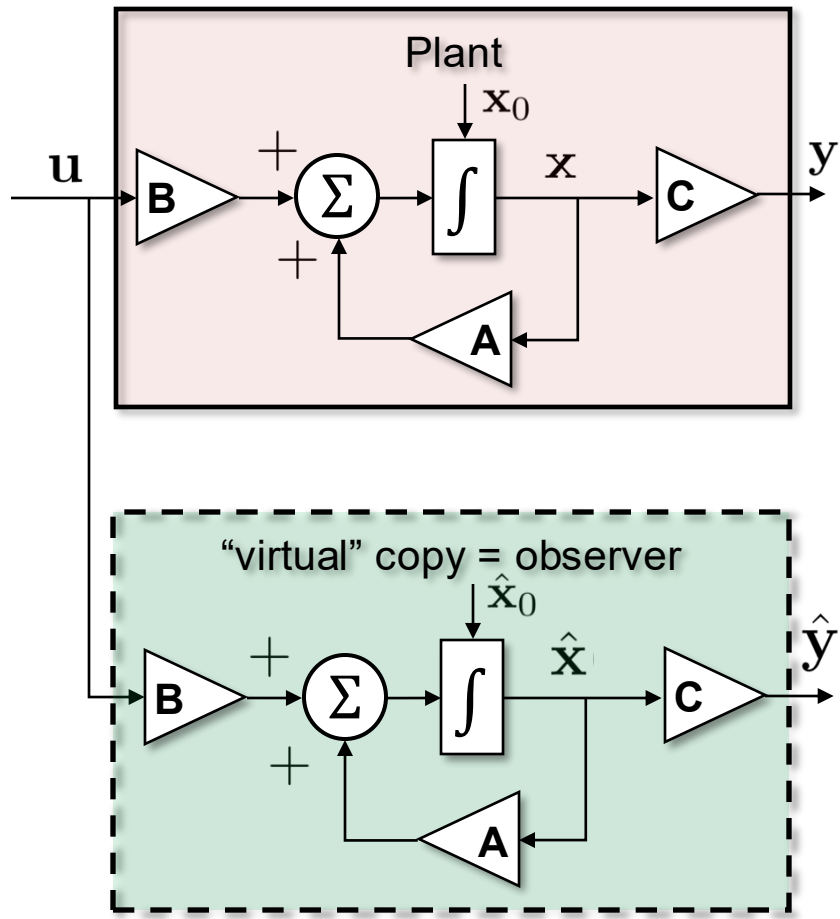 Plant
x₀
u
B
+
Σ
+
∫
x
C
y
A
“virtual” copy = observer
x̂₀
B
+
Σ
+
∫
x̂
C
ŷ
A